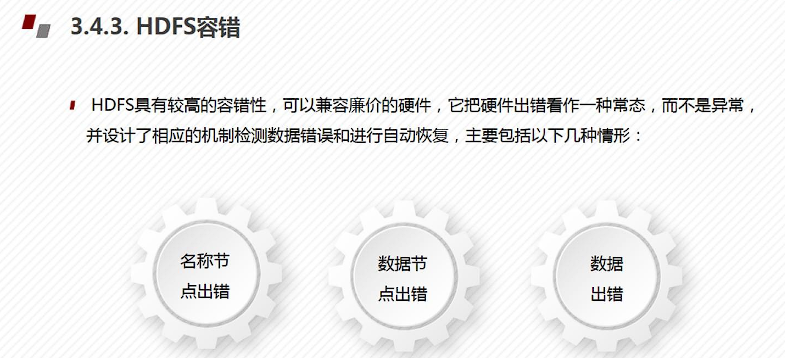 3.4.3. HDFS容错
HDFS具有较高的容错性，可以兼容廉价的硬件，它把硬件出错看作一种常态，而不是异常，
并设计了相应的机制检测数据错误和进行自动恢复，主要包括以下几种情形：
名称节
点出错
数据节
点出错
数据
出错